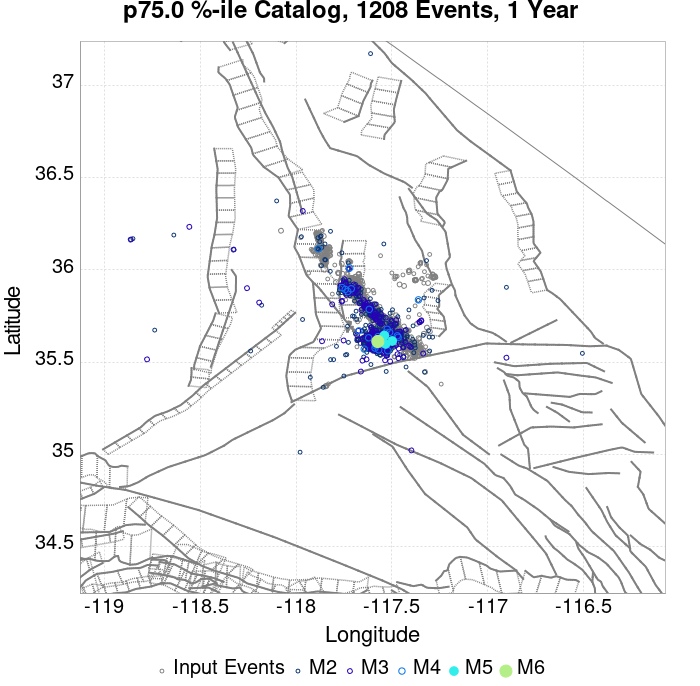 p75.0 %-ile Catalog, 1208 Events, 1 Year
37
36.5
36
35.5
35
34.5
Latitude
-119 -118.5 -118 -117.5 -117 -116.5
Longitude
Input Events M2 M3 M4 M5 M6